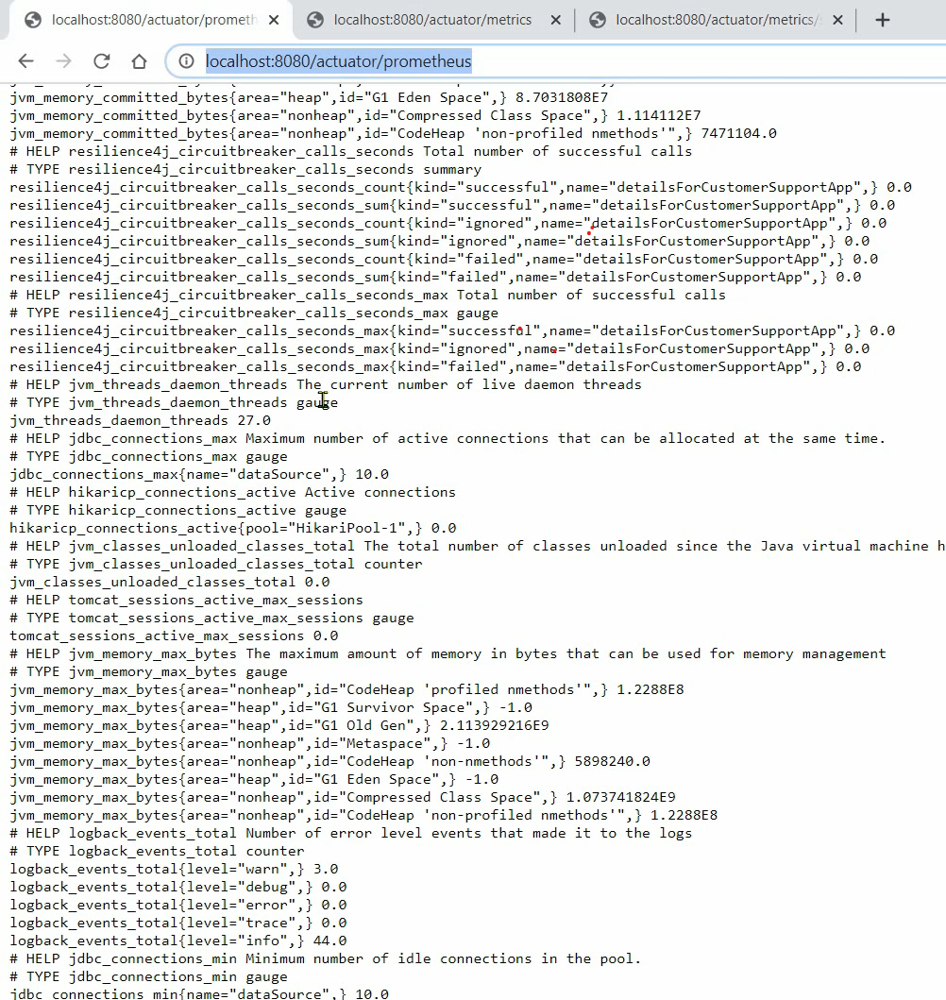 localhost:8080/actuator/prometh
localhost:8080/actuator/metrics
localhost:8080/actuator/metrics/
localhost:8080/actuator/prometheus
jvm_memory_committed_bytes{area="heap",id="G1 Eden Space",} 8.7031808E7
jvm_memory_committed_bytes{area="nonheap",id="Compressed Class Space",} 1.114112E7
jvm_memory_committed_bytes{area="nonheap",id="CodeHeap 'non-profiled nmethods'",} 7471104.0
# HELP resilience4j_circuitbreaker_calls_seconds Total number of successful calls
# TYPE resilience4j_circuitbreaker_calls_seconds summary
resilience4j_circuitbreaker_calls_seconds_count{kind="successful",name="detailsForCustomerSupportApp",} 0.0
resilience4j_circuitbreaker_calls_seconds_sum{kind="successful",name="detailsForCustomerSupportApp",} 0.0
resilience4j_circuitbreaker_calls_seconds_count{kind="ignored",name="detailsForCustomerSupportApp",} 0.0
resilience4j_circuitbreaker_calls_seconds_sum{kind="ignored",name="detailsForCustomerSupportApp",} 0.0
resilience4j_circuitbreaker_calls_seconds_count{kind="failed",name="detailsForCustomerSupportApp",} 0.0
resilience4j_circuitbreaker_calls_seconds_sum{kind="failed",name="detailsForCustomerSupportApp",} 0.0
# HELP resilience4j_circuitbreaker_calls_seconds_max Total number of successful calls
# TYPE resilience4j_circuitbreaker_calls_seconds_max gauge
resilience4j_circuitbreaker_calls_seconds_max{kind="successful",name="detailsForCustomerSupportApp",} 0.0
resilience4j_circuitbreaker_calls_seconds_max{kind="ignored",name="detailsForCustomerSupportApp",} 0.0
resilience4j_circuitbreaker_calls_seconds_max{kind="failed",name="detailsForCustomerSupportApp",} 0.0
# HELP jvm_threads_daemon_threads The current number of live daemon threads
# TYPE jvm_threads_daemon_threads gauge
jvm_threads_daemon_threads 27.0
# HELP jdbc_connections_max Maximum number of active connections that can be allocated at the same time.
# TYPE jdbc_connections_max gauge
jdbc_connections_max{name="dataSource",} 10.0
# HELP hikaricp_connections_active Active connections
# TYPE hikaricp_connections_active gauge
hikaricp_connections_active{pool="HikariPool-1",} 0.0
# HELP jvm_classes_unloaded_classes_total The total number of classes unloaded since the Java virtual machine h
# TYPE jvm_classes_unloaded_classes_total counter
jvm_classes_unloaded_classes_total 0.0
# HELP tomcat_sessions_active_max_sessions
# TYPE tomcat_sessions_active_max_sessions gauge
tomcat_sessions_active_max_sessions 0.0
# HELP jvm_memory_max_bytes The maximum amount of memory in bytes that can be used for memory management
# TYPE jvm_memory_max_bytes gauge
jvm_memory_max_bytes{area="nonheap",id="CodeHeap 'profiled nmethods'",} 1.2288E8
jvm_memory_max_bytes{area="heap",id="G1 Survivor Space",} -1.0
jvm_memory_max_bytes{area="heap",id="G1 Old Gen",} 2.113929216E9
jvm_memory_max_bytes{area="nonheap",id="Metaspace",} -1.0
jvm_memory_max_bytes{area="nonheap",id="CodeHeap 'non-nmethods'",} 5898240.0
jvm_memory_max_bytes{area="heap",id="G1 Eden Space",} -1.0
jvm_memory_max_bytes{area="nonheap",id="Compressed Class Space",} 1.073741824E9
jvm_memory_max_bytes{area="nonheap",id="CodeHeap 'non-profiled nmethods'",} 1.2288E8
# HELP logback_events_total Number of error level events that made it to the logs
# TYPE logback_events_total counter
logback_events_total{level="warn",} 3.0
logback_events_total{level="debug",} 0.0
logback_events_total{level="error",} 0.0
logback_events_total{level="trace",} 0.0
logback_events_total{level="info",} 44.0
# HELP jdbc_connections_min Minimum number of idle connections in the pool.
# TYPE jdbc_connections_min gauge
jdbc_connections_min{name="dataSource",} 10.0